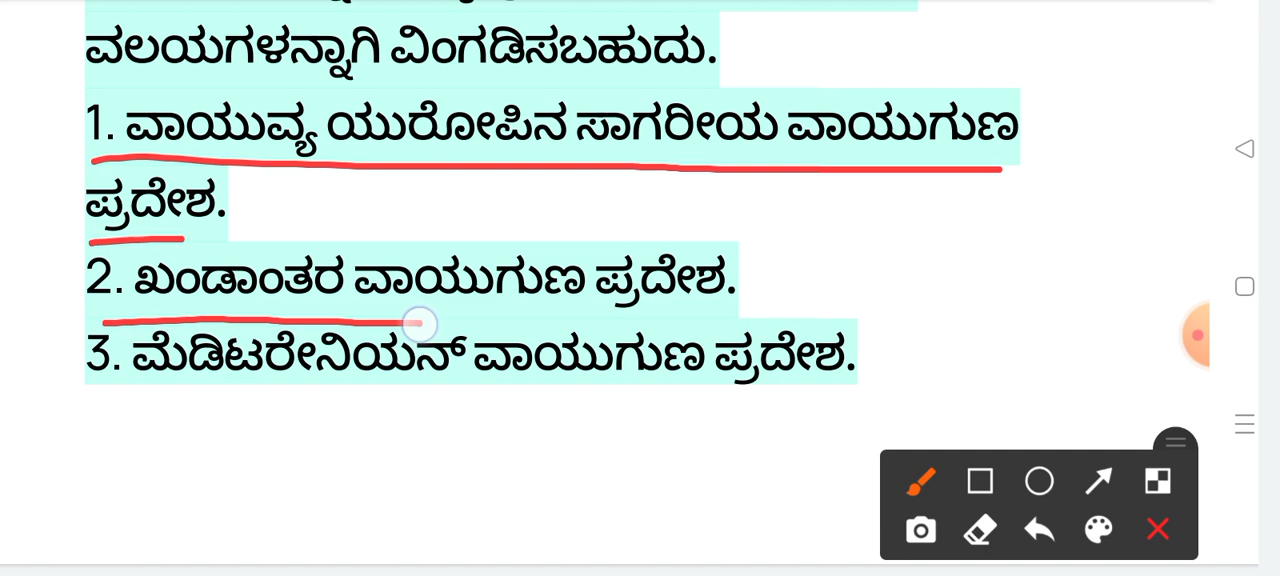 ವಲಯಗಳನ್ನಾಗಿ ವಿಂಗಡಿಸಬಹುದು.
1. ವಾಯುವ್ಯ ಯುರೋಪಿನ ಸಾಗರೀಯ ವಾಯುಗುಣ
ಪ್ರದೇಶ.
2. ಖಂಡಾಂತರ ವಾಯುಗುಣ ಪ್ರದೇಶ.
3. ಮೆಡಿಟರೇನಿಯನ್ ವಾಯುಗುಣ ಪ್ರದೇಶ.